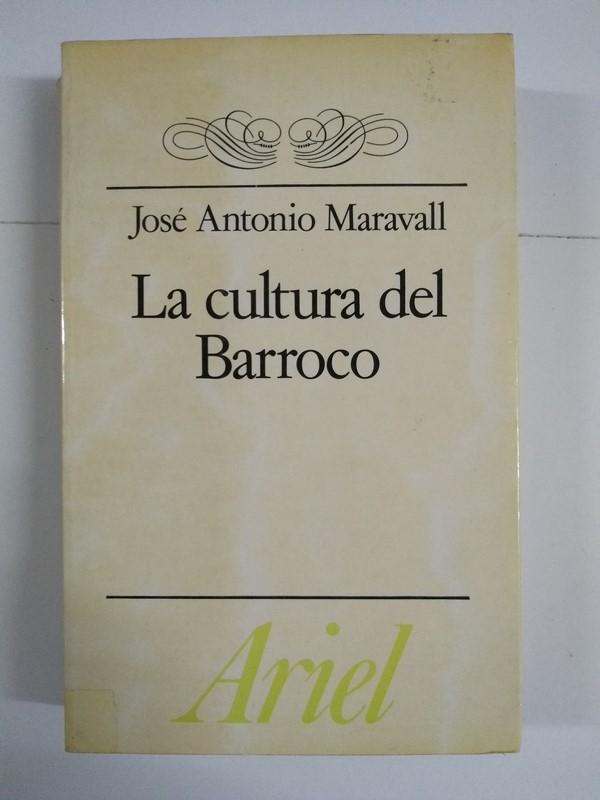 José Antonio Maravall
La cultura del
Barroco
Ariel